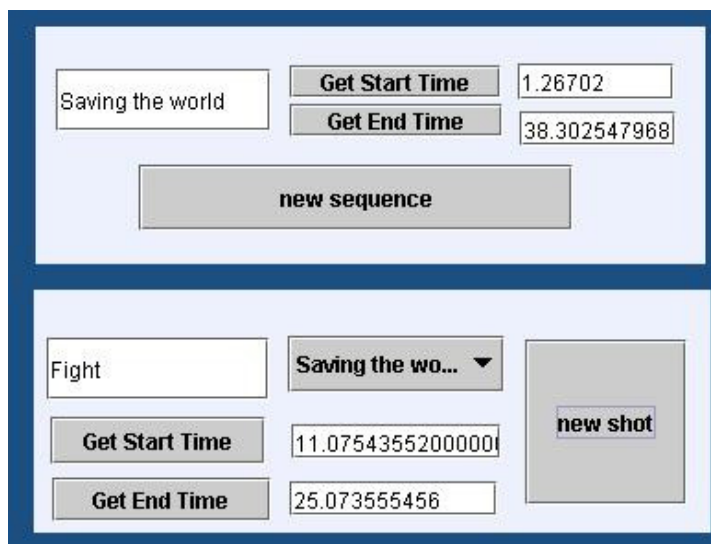 Saving the world
Get Start Time
1.26702
Get End Time
38.302547968
new sequence
Fight
Saving the wo...
new shot
Get Start Time
11.0754355200000
Get End Time
25.073555456